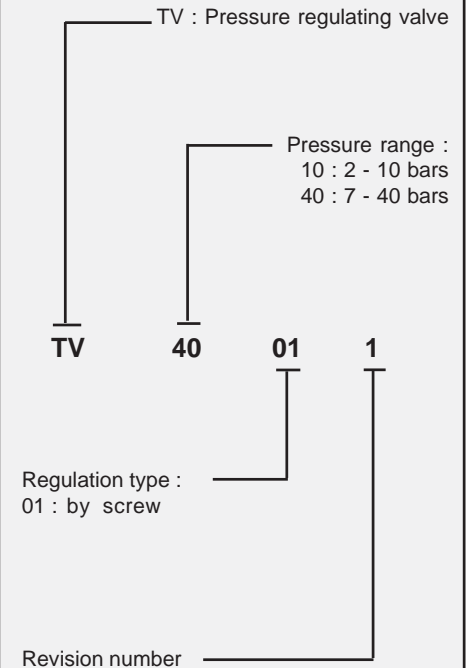 TV : Pressure regulating valve
Pressure range :
10 : 2 - 10 bars
40 : 7 - 40 bars
TV 40 01 1
Regulation type :
01 : by screw
Revision number